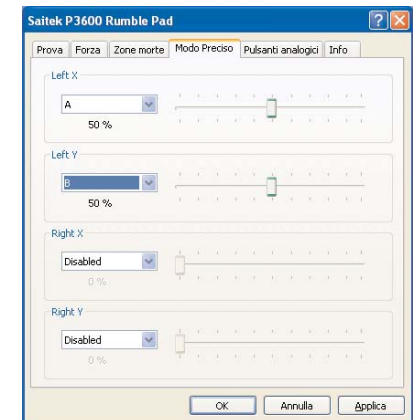 Saitek P3600 Rumble Pad
Prova Forza Zone morte Modo Preciso Pulsanti analogici Info
Left X
A
50 %
Left Y
B
50 %
Right X
Disabled
0 %
Right Y
Disabled
0 %
OK Annulla Applica